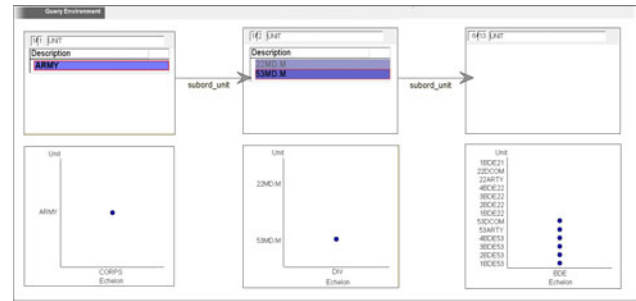 Query Environment
UNIT
Description
ARMY
subord_unit
UNIT
Description
22MD.M
53MD.M
subord_unit
UNIT
Unit
ARMY
CORPS
Echelon
Unit
22MD.M
53MD.M
DIV
Echelon
Unit
1BDE21
22DCOM
22ARTY
4BDE22
3BDE22
2BDE22
1BDE22
53DCOM
53ARTY
4BDE53
3BDE53
2BDE53
1BDE53
BDE
Echelon